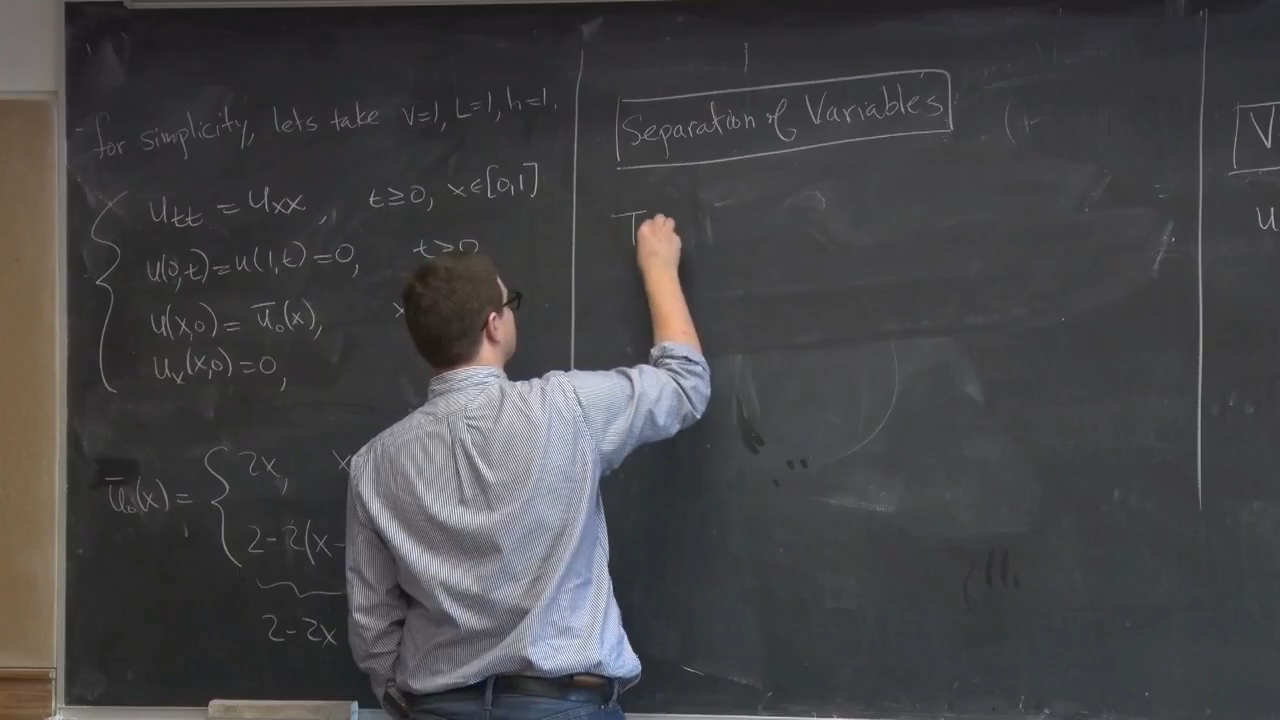 for simplicity, lets take v=1, L=1, h=1.
u_tt = u_xx, t≥0, x∈[0,1]
u(0,t)=u(1,t)=0, t≥0
u(x,0)= ū₀(x), x
u_x(x,0)=0,
ū₀(x)= { 2x, x
2-2(x-
2-2x
Separation of Variables
T
V
u